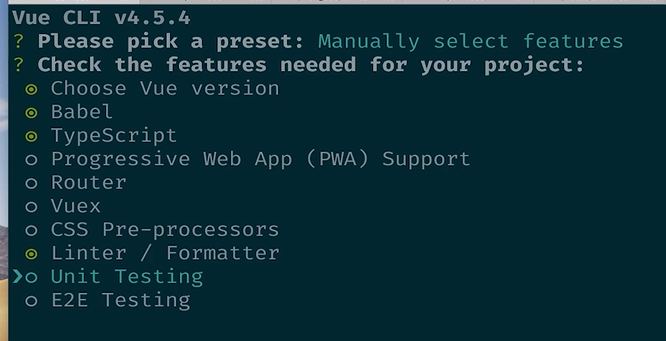 Vue CLI v4.5.4
? Please pick a preset: Manually select features
? Check the features needed for your project:
◉ Choose Vue version
◉ Babel
◉ TypeScript
○ Progressive Web App (PWA) Support
○ Router
○ Vuex
○ CSS Pre-processors
◉ Linter / Formatter
❯○ Unit Testing
○ E2E Testing